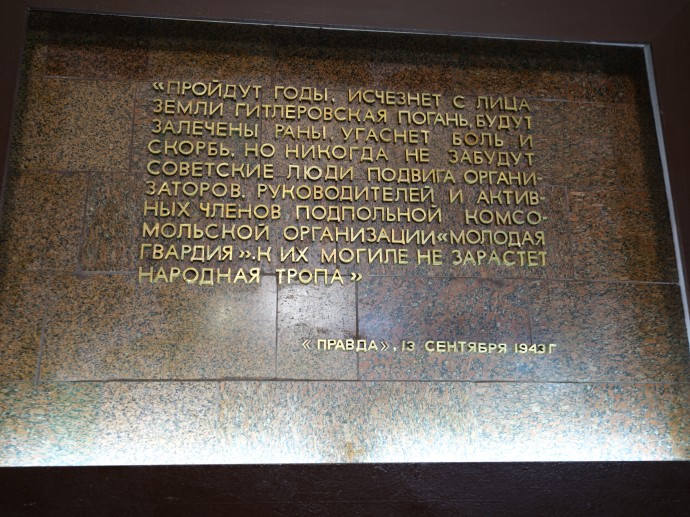 «ПРОЙДУТ ГОДЫ, ИСЧЕЗНЕТ С ЛИЦА
ЗЕМЛИ ГИТЛЕРОВСКАЯ ПОГАНЬ, БУДУТ
ЗАЛЕЧЕНЫ РАНЫ, УГАСНЕТ БОЛЬ И
СКОРБЬ, НО НИКОГДА НЕ ЗАБУДУТ
СОВЕТСКИЕ ЛЮДИ ПОДВИГА ОРГАНИ-
ЗАТОРОВ, РУКОВОДИТЕЛЕЙ И АКТИВ-
НЫХ ЧЛЕНОВ ПОДПОЛЬНОЙ КОМСО-
МОЛЬСКОЙ ОРГАНИЗАЦИИ «МОЛОДАЯ
ГВАРДИЯ». К ИХ МОГИЛЕ НЕ ЗАРАСТЕТ
НАРОДНАЯ ТРОПА»
«ПРАВДА», 13 СЕНТЯБРЯ 1943 Г